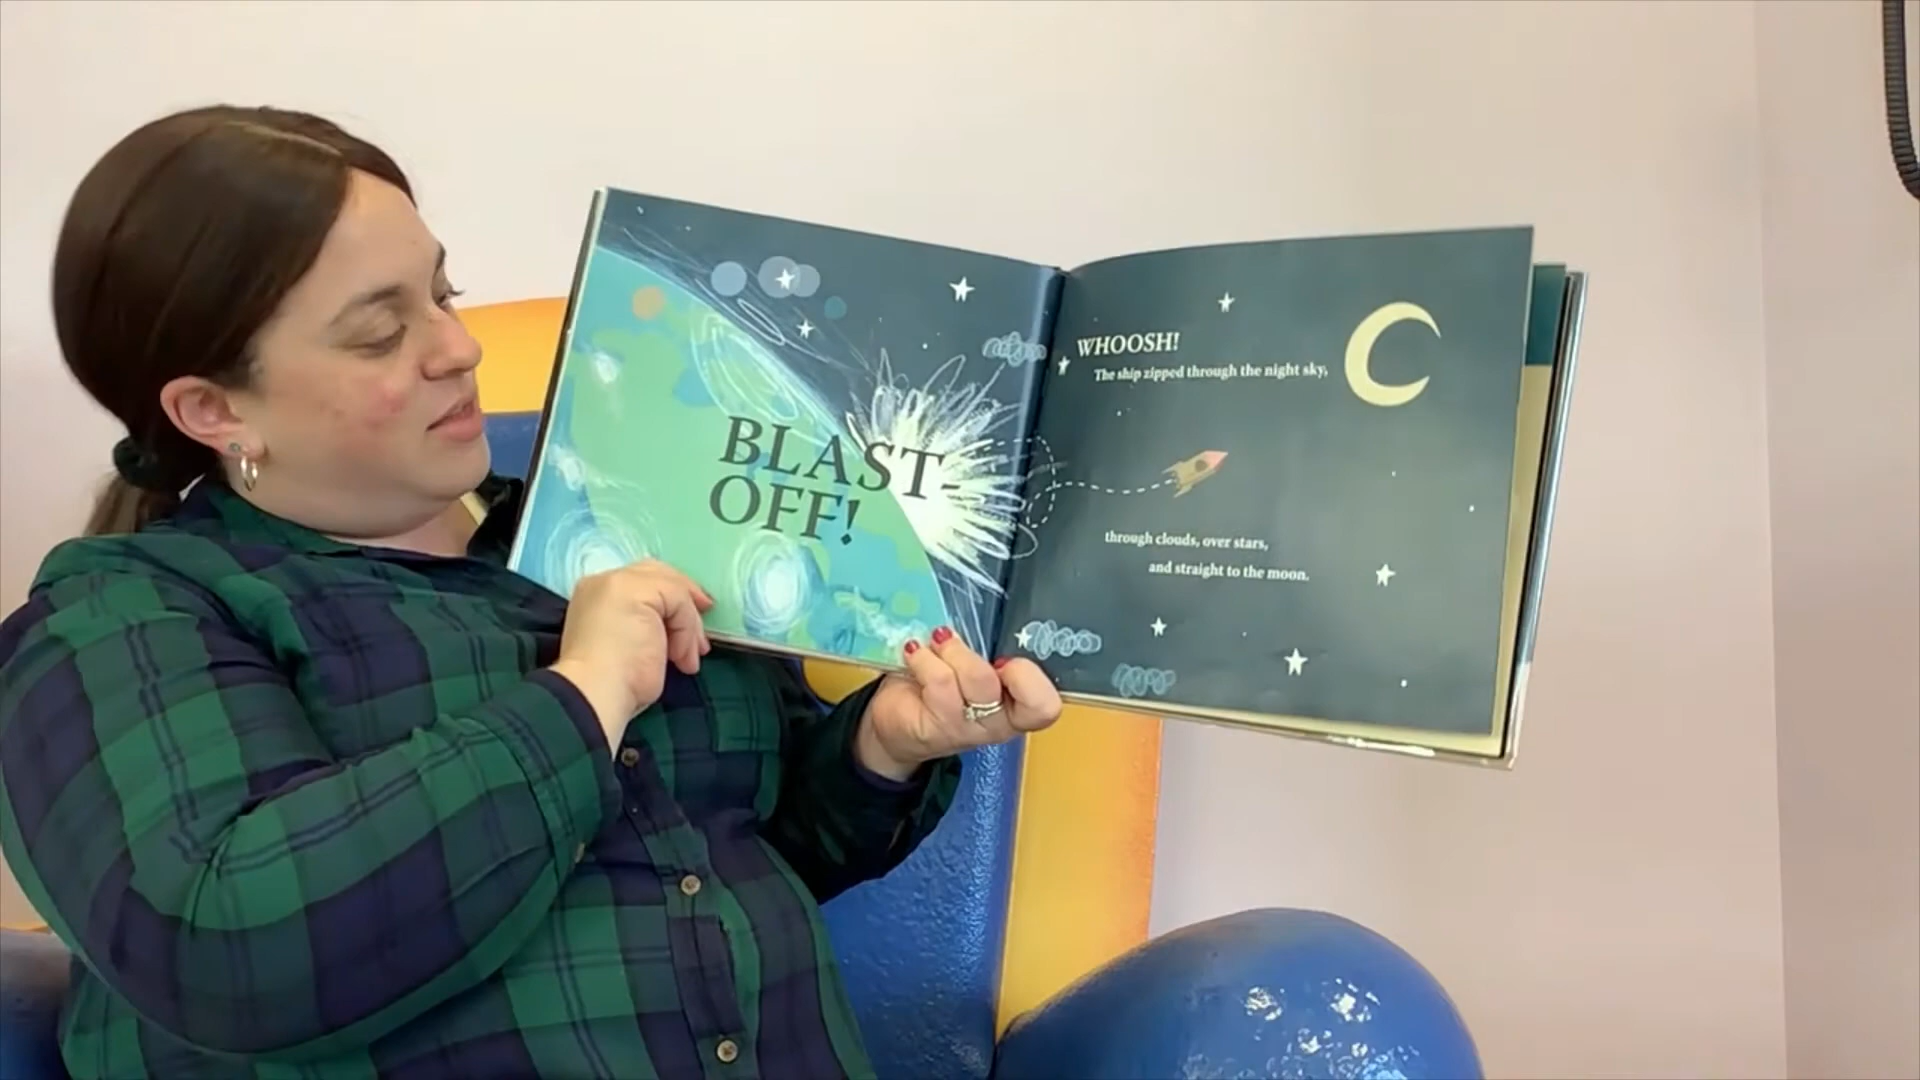 BLAST-
OFF!
WHOOSH!
The ship zipped through the night sky,
through clouds, over stars,
and straight to the moon.